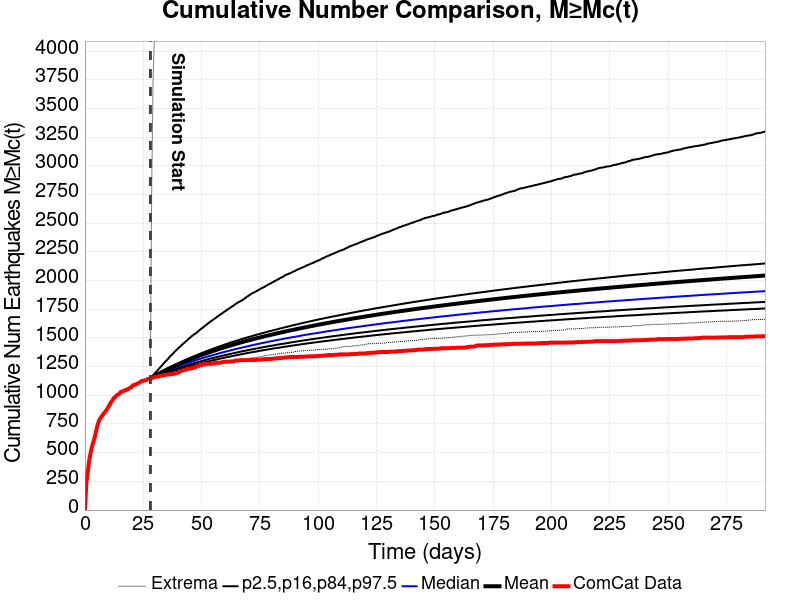 Cumulative Number Comparison, M≥Mc(t)
Cumulative Num Earthquakes M≥Mc(t)
4000
3750
3500
3250
3000
2750
2500
2250
2000
1750
1500
1250
1000
750
500
250
0
Simulation Start
0 25 50 75 100 125 150 175 200 225 250 275
Time (days)
Extrema p2.5,p16,p84,p97.5 Median Mean ComCat Data